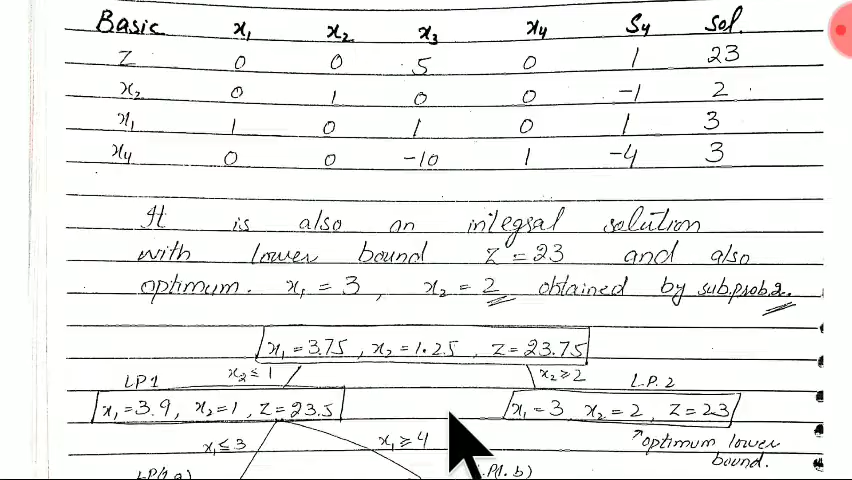 Basic x₁ x₂ x₃ x₄ S₄ Sol.
Z 0 0 5 0 1 23
x₂ 0 1 0 0 -1 2
x₁ 1 0 1 0 1 3
x₄ 0 0 -10 1 -4 3
It is also an integral solution
with lower bound Z = 23 and also
optimum. x₁ = 3, x₂ = 2 obtained by sub.prob.2.
x₁=3.75, x₂=1.25, Z=23.75
x₂≤1 x₂≥2
LP1 L.P.2
x₁=3.9, x₂=1, Z=23.5 x₁=3 x₂=2, Z=23
x₁≤3 x₁≥4 optimum lower
bound.
LP(1.a) .P(1.b)